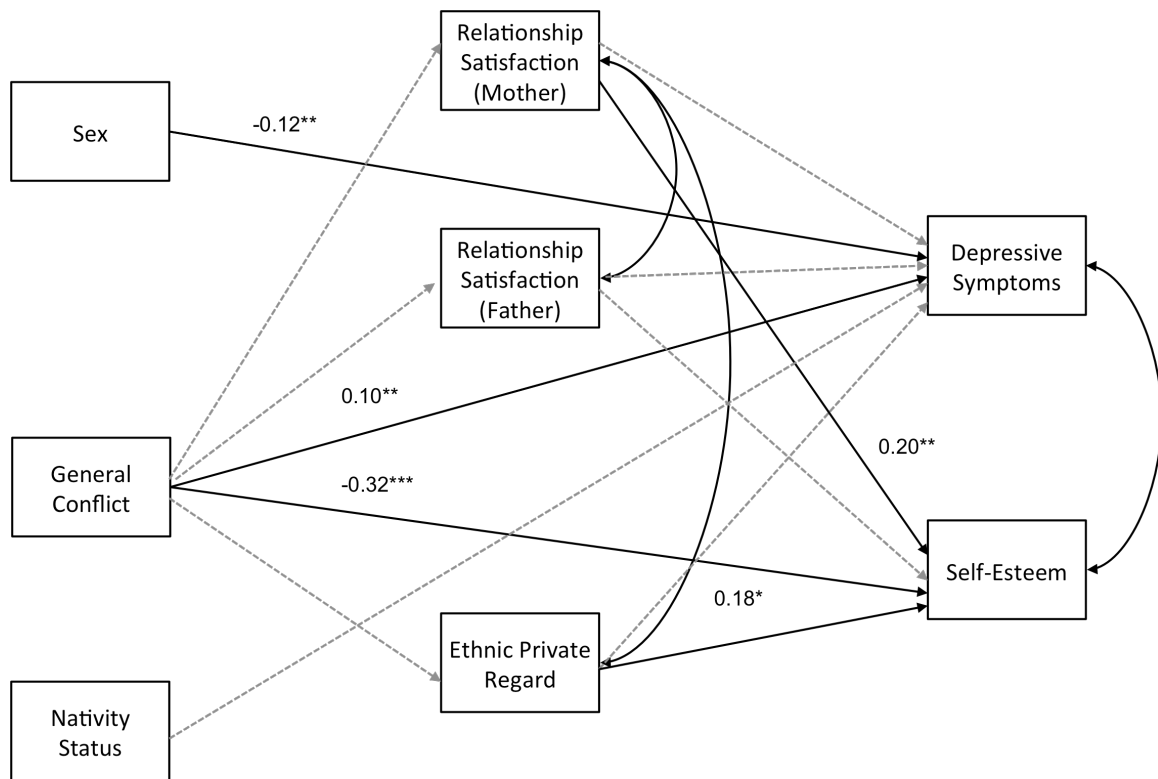 Relationship
Satisfaction
(Mother)
Sex
-0.12**
Relationship
Satisfaction
(Father)
Depressive
Symptoms
0.10**
General
Conflict
-0.32***
0.20**
Self-Esteem
0.18*
Ethnic Private
Regard
Nativity
Status